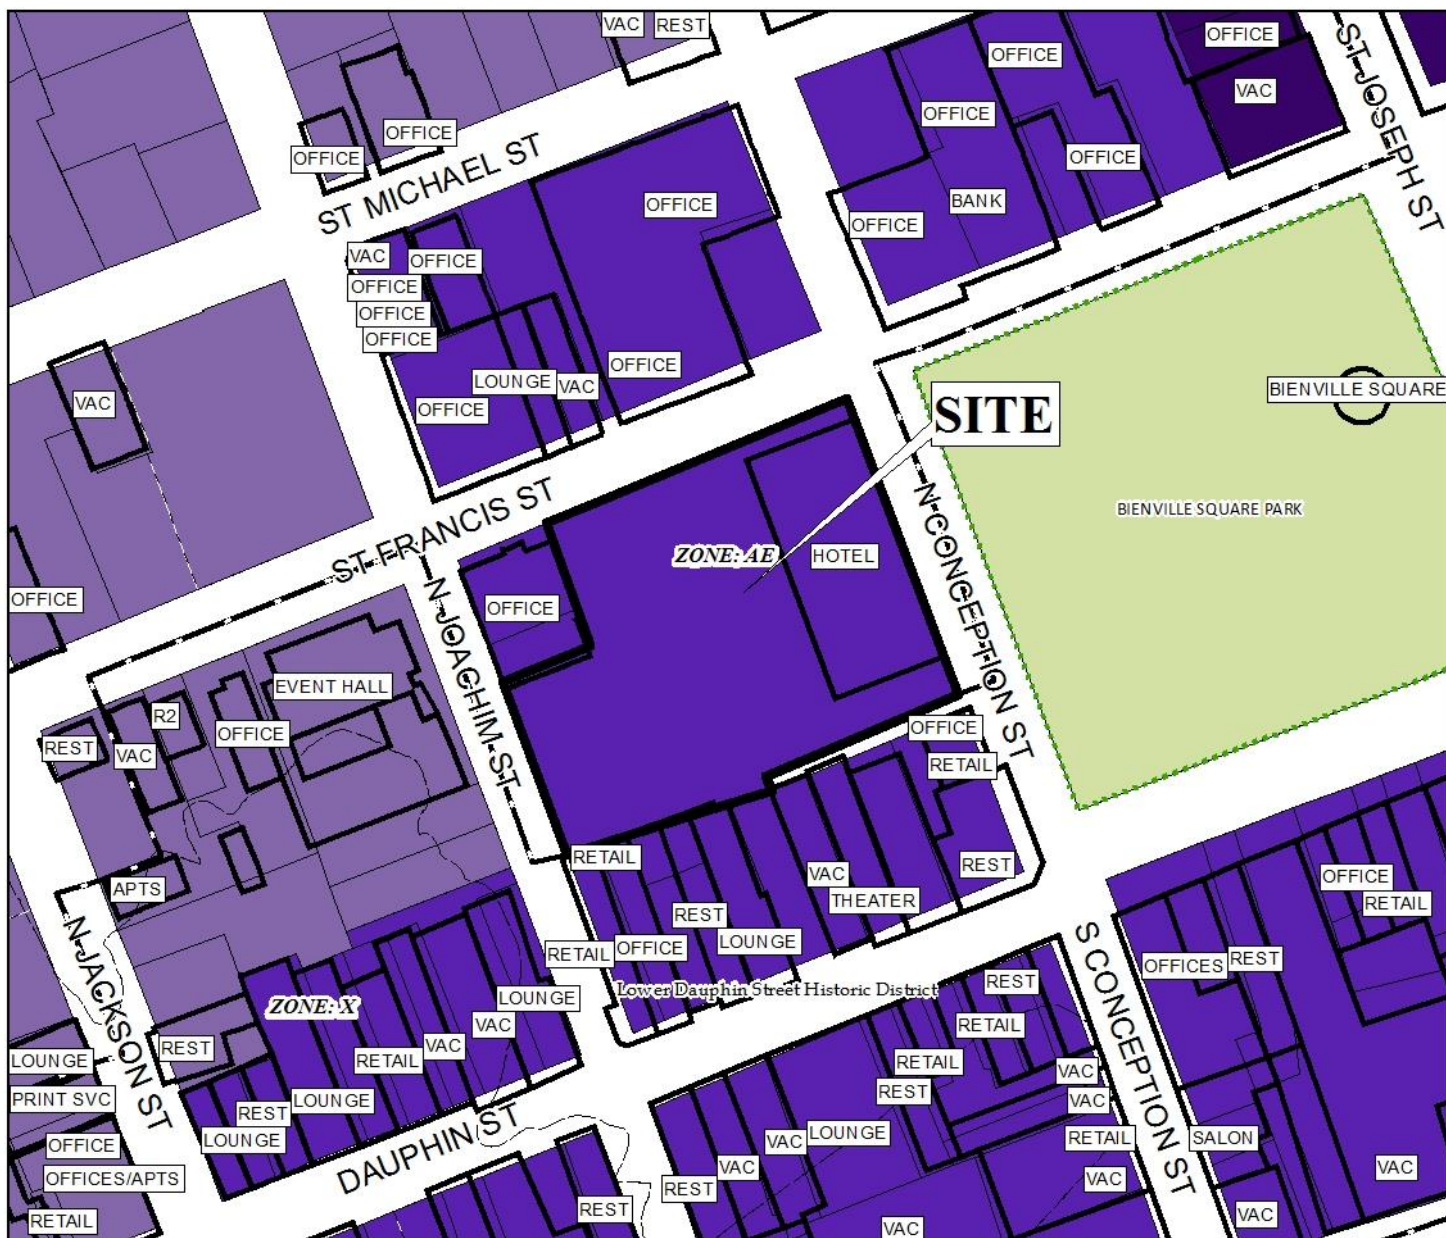 VAC
REST
OFFICE
OFFICE
ST JOSEPH ST
VAC
OFFICE
OFFICE
OFFICE
OFFICE
ST MICHAEL ST
OFFICE
BANK
OFFICE
VAC
OFFICE
OFFICE
OFFICE
OFFICE
OFFICE
LOUNGE
VAC
OFFICE
VAC
BIENVILLE SQUARE
SITE
BIENVILLE SQUARE PARK
ST FRANCIS ST
ZONE: AE
HOTEL
N CONCEPTION ST
OFFICE
OFFICE
N JOACHIM ST
EVENT HALL
R2
OFFICE
REST
VAC
OFFICE
RETAIL
RETAIL
REST
APTS
VAC
THEATER
OFFICE
RETAIL
REST
LOUNGE
RETAIL
OFFICE
N JACKSON ST
S CONCEPTION ST
OFFICES
REST
Lower Dauphin Street Historic District
REST
ZONE: X
LOUNGE
VAC
RETAIL
REST
RETAIL
VAC
RETAIL
REST
LOUNGE
PRINT SVC
LOUNGE
REST
LOUNGE
VAC
VAC
DAUPHIN ST
OFFICE
OFFICES/APTS
RETAIL
VAC
LOUNGE
VAC
REST
REST
RETAIL
SALON
VAC
VAC
VAC
VAC